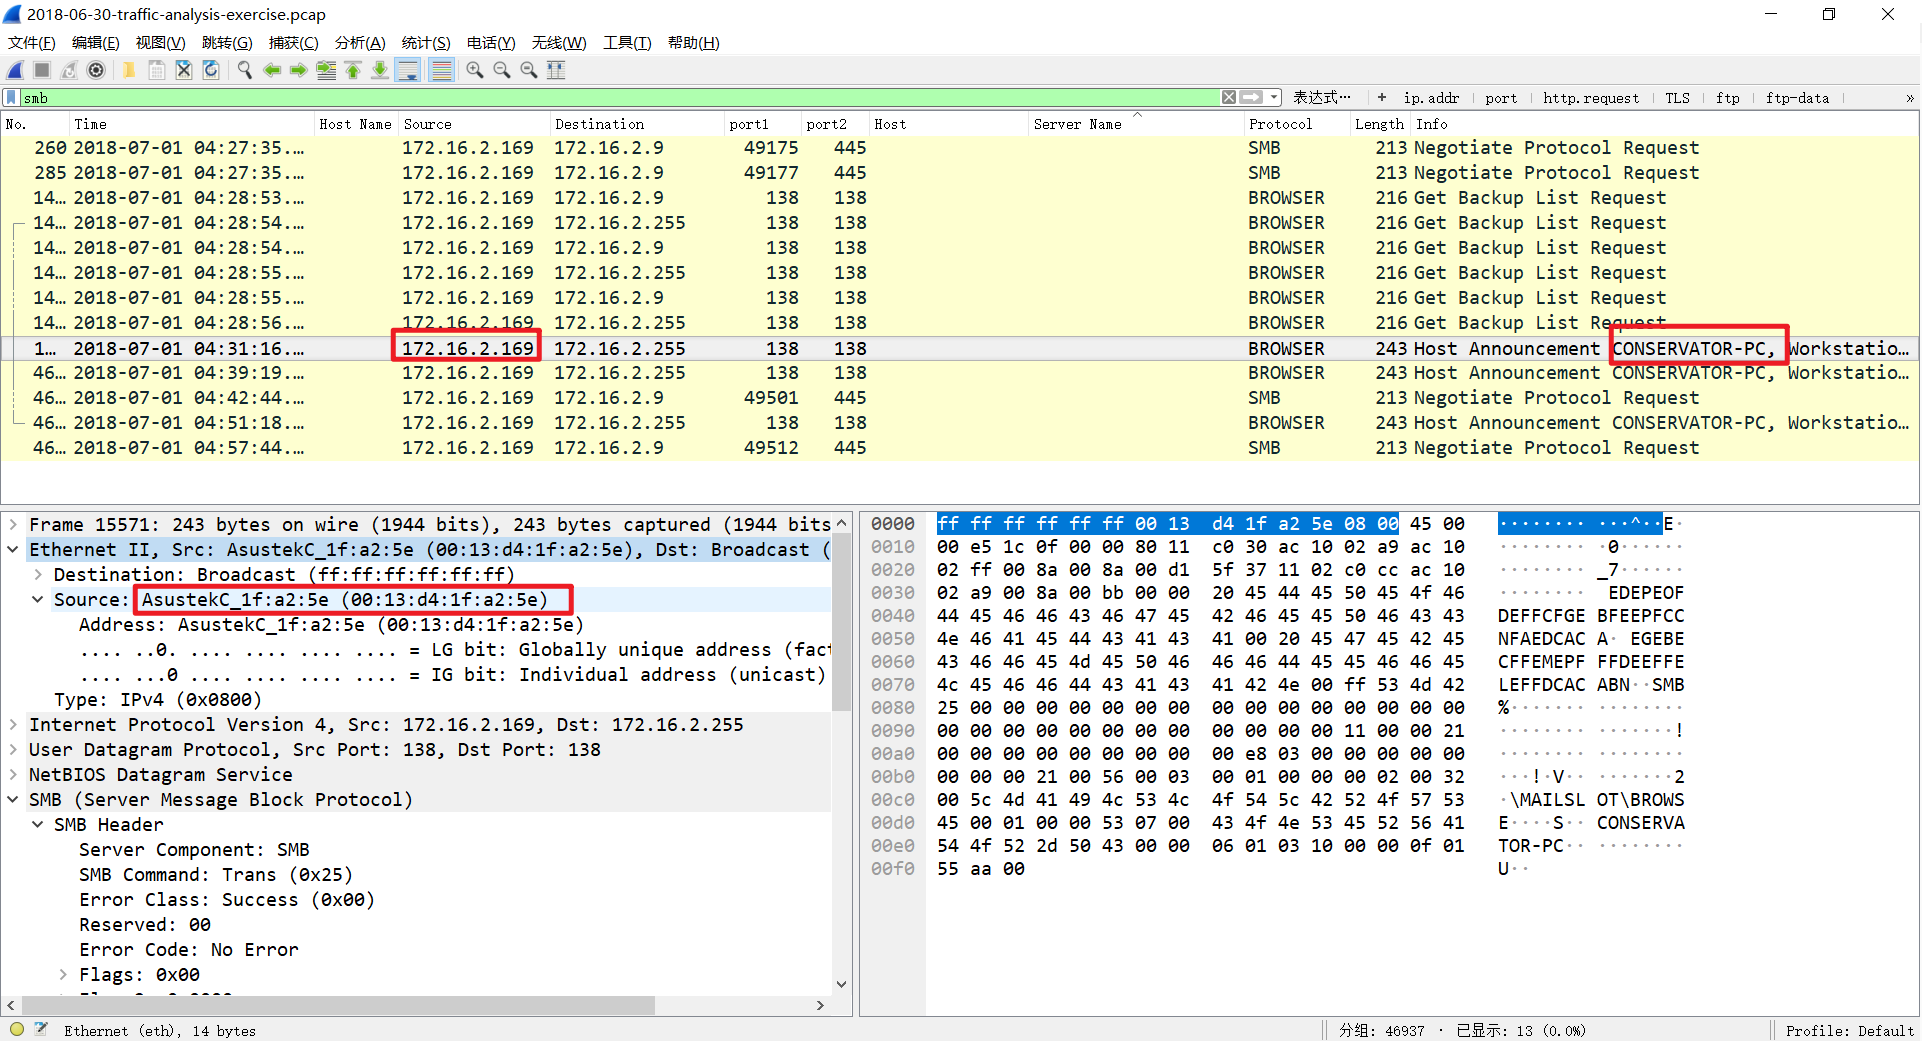 2018-06-30-traffic-analysis-exercise.pcap
文件(F) 编辑(E) 视图(V) 跳转(G) 捕获(C) 分析(A) 统计(S) 电话(Y) 无线(W) 工具(T) 帮助(H)
smb 表达式… + ip.addr port http.request TLS ftp ftp-data »
No. Time Host Name Source Destination port1 port2 Host Server Name Protocol Length Info
260 2018-07-01 04:27:35.… 172.16.2.169 172.16.2.9 49175 445 SMB 213 Negotiate Protocol Request
285 2018-07-01 04:27:35.… 172.16.2.169 172.16.2.9 49177 445 SMB 213 Negotiate Protocol Request
14… 2018-07-01 04:28:53.… 172.16.2.169 172.16.2.9 138 138 BROWSER 216 Get Backup List Request
14… 2018-07-01 04:28:54.… 172.16.2.169 172.16.2.255 138 138 BROWSER 216 Get Backup List Request
14… 2018-07-01 04:28:54.… 172.16.2.169 172.16.2.9 138 138 BROWSER 216 Get Backup List Request
14… 2018-07-01 04:28:55.… 172.16.2.169 172.16.2.255 138 138 BROWSER 216 Get Backup List Request
14… 2018-07-01 04:28:55.… 172.16.2.169 172.16.2.9 138 138 BROWSER 216 Get Backup List Request
14… 2018-07-01 04:28:56.… 172.16.2.169 172.16.2.255 138 138 BROWSER 216 Get Backup List Request
1… 2018-07-01 04:31:16.… 172.16.2.169 172.16.2.255 138 138 BROWSER 243 Host Announcement CONSERVATOR-PC, Workstatio…
46… 2018-07-01 04:39:19.… 172.16.2.169 172.16.2.255 138 138 BROWSER 243 Host Announcement CONSERVATOR-PC, Workstatio…
46… 2018-07-01 04:42:44.… 172.16.2.169 172.16.2.9 49501 445 SMB 213 Negotiate Protocol Request
46… 2018-07-01 04:51:18.… 172.16.2.169 172.16.2.255 138 138 BROWSER 243 Host Announcement CONSERVATOR-PC, Workstatio…
46… 2018-07-01 04:57:44.… 172.16.2.169 172.16.2.9 49512 445 SMB 213 Negotiate Protocol Request
Frame 15571: 243 bytes on wire (1944 bits), 243 bytes captured (1944 bits
Ethernet II, Src: AsustekC_1f:a2:5e (00:13:d4:1f:a2:5e), Dst: Broadcast (
Destination: Broadcast (ff:ff:ff:ff:ff:ff)
Source: AsustekC_1f:a2:5e (00:13:d4:1f:a2:5e)
Address: AsustekC_1f:a2:5e (00:13:d4:1f:a2:5e)
.... ..0. .... .... .... .... = LG bit: Globally unique address (fact
.... ...0 .... .... .... .... = IG bit: Individual address (unicast)
Type: IPv4 (0x0800)
Internet Protocol Version 4, Src: 172.16.2.169, Dst: 172.16.2.255
User Datagram Protocol, Src Port: 138, Dst Port: 138
NetBIOS Datagram Service
SMB (Server Message Block Protocol)
SMB Header
Server Component: SMB
SMB Command: Trans (0x25)
Error Class: Success (0x00)
Reserved: 00
Error Code: No Error
Flags: 0x00
0000 ff ff ff ff ff ff 00 13 d4 1f a2 5e 08 00 45 00 ········ ···^··E·
0010 00 e5 1c 0f 00 00 80 11 c0 30 ac 10 02 a9 ac 10 ········ ·0······
0020 02 ff 00 8a 00 8a 00 d1 5f 37 11 02 c0 cc ac 10 ········ _7······
0030 02 a9 00 8a 00 bb 00 00 20 45 44 45 50 45 4f 46 ········ EDEPEOF
0040 44 45 46 46 43 46 47 45 42 46 45 45 50 46 43 43 DEFFCFGE BFEEPFCC
0050 4e 46 41 45 44 43 41 43 41 00 20 45 47 45 42 45 NFAEDCAC A· EGEBE
0060 43 46 46 45 4d 45 50 46 46 46 44 45 45 46 46 45 CFFEMEPF FFDEEFFE
0070 4c 45 46 46 44 43 41 43 41 42 4e 00 ff 53 4d 42 LEFFDCAC ABN··SMB
0080 25 00 00 00 00 00 00 00 00 00 00 00 00 00 00 00 %······· ········
0090 00 00 00 00 00 00 00 00 00 00 00 00 11 00 00 21 ········ ·······!
00a0 00 00 00 00 00 00 00 00 00 e8 03 00 00 00 00 00 ········ ········
00b0 00 00 00 21 00 56 00 03 00 01 00 00 00 02 00 32 ···!·V·· ·······2
00c0 00 5c 4d 41 49 4c 53 4c 4f 54 5c 42 52 4f 57 53 ·\MAILSL OT\BROWS
00d0 45 00 01 00 00 53 07 00 43 4f 4e 53 45 52 56 41 E····S·· CONSERVA
00e0 54 4f 52 2d 50 43 00 00 06 01 03 10 00 00 0f 01 TOR-PC·· ········
00f0 55 aa 00 U··
Ethernet (eth), 14 bytes 分组: 46937 · 已显示: 13 (0.0%) Profile: Default